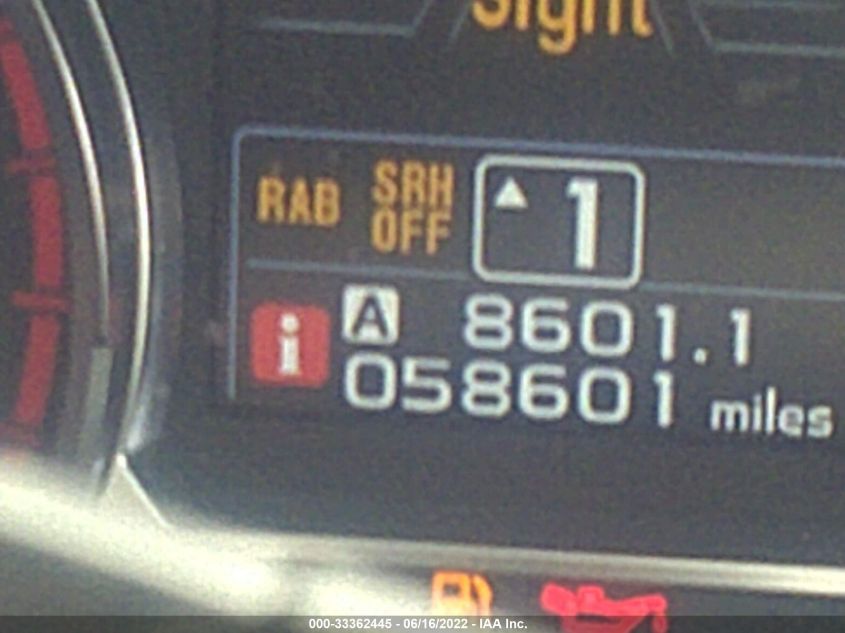 Sight
RAB SRH OFF 1
i A 8601.1
058601 miles
000-33362445 - 06/16/2022 - IAA Inc.